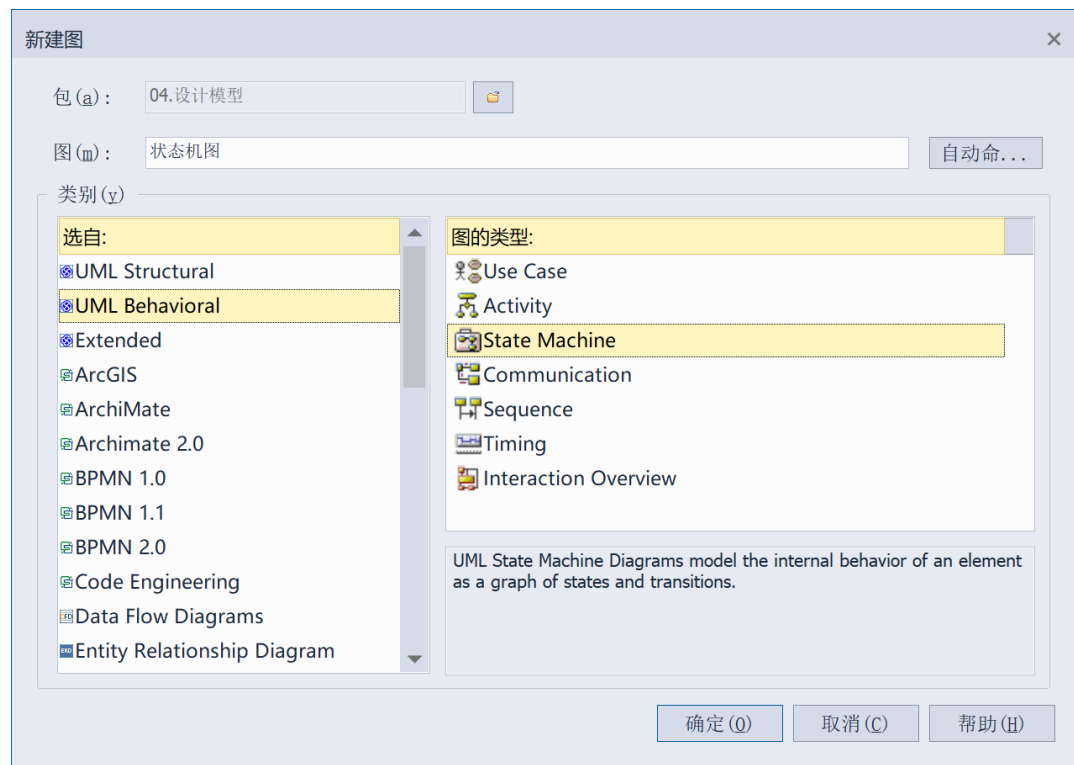 新建图
包(a):
04.设计模型
图(m):
状态机图
自动命...
类别(y)
选自:
UML Structural
UML Behavioral
Extended
ArcGIS
ArchiMate
Archimate 2.0
BPMN 1.0
BPMN 1.1
BPMN 2.0
Code Engineering
Data Flow Diagrams
Entity Relationship Diagram
图的类型:
Use Case
Activity
State Machine
Communication
Sequence
Timing
Interaction Overview
UML State Machine Diagrams model the internal behavior of an element
as a graph of states and transitions.
确定(O)
取消(C)
帮助(H)